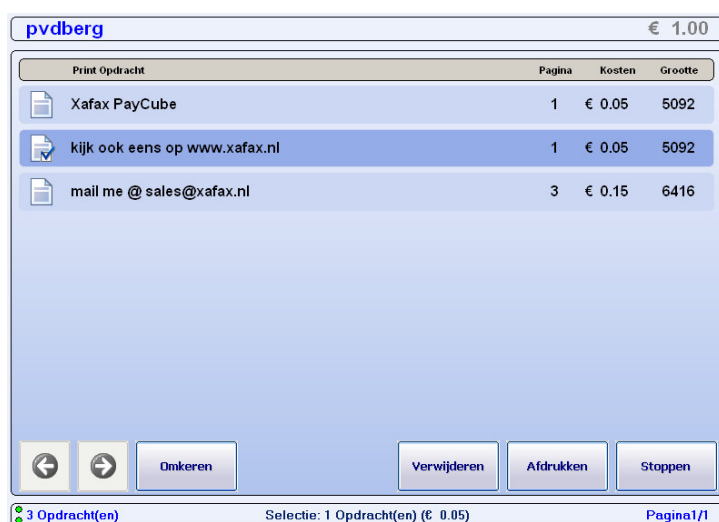 pvdberg € 1.00
Print Opdracht Pagina Kosten Grootte
Xafax PayCube 1 € 0.05 5092
kijk ook eens op www.xafax.nl 1 € 0.05 5092
mail me @ sales@xafax.nl 3 € 0.15 6416
Omkeren Verwijderen Afdrukken Stoppen
3 Opdracht(en) Selectie: 1 Opdracht(en) (€ 0.05) Pagina1/1